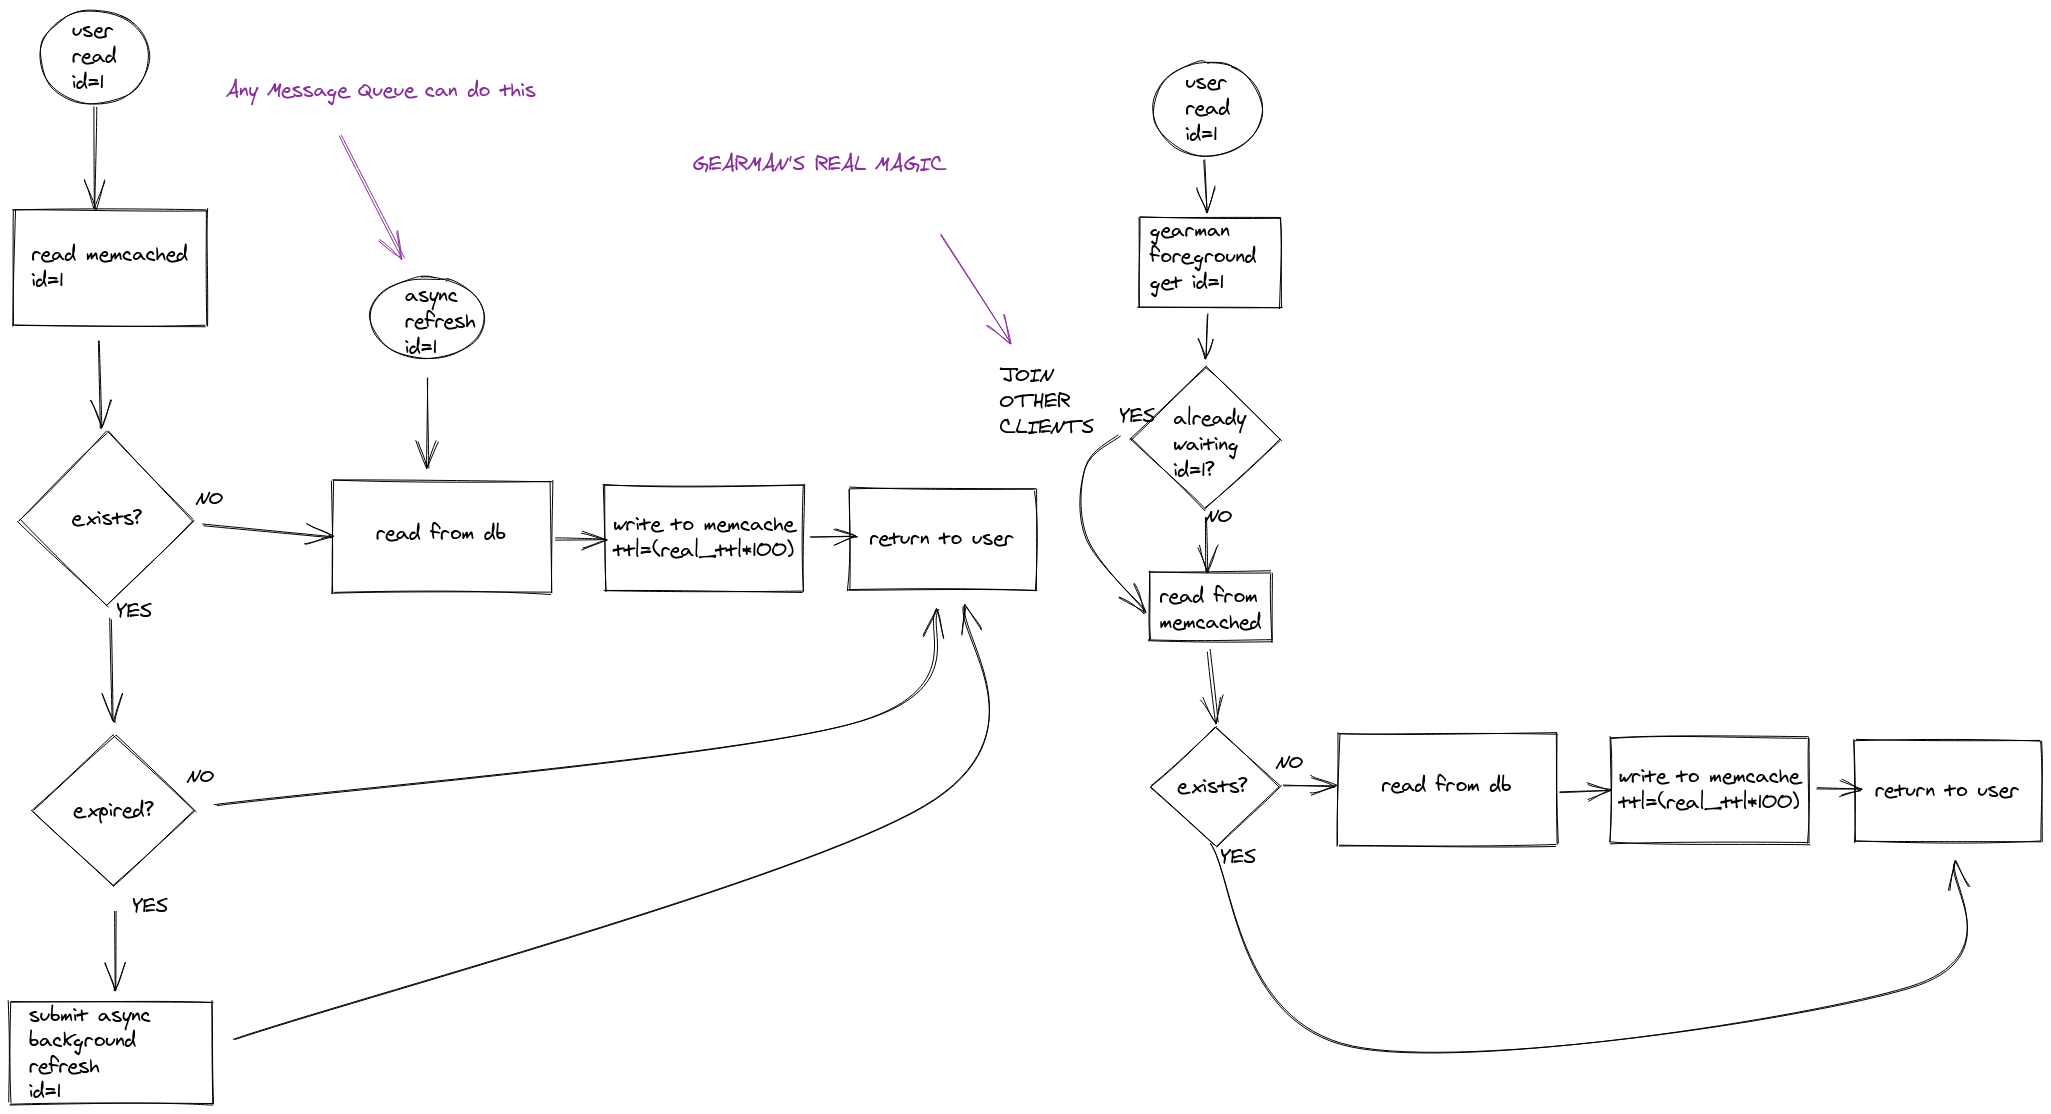 user
read
id=1
Any Message Queue can do this
GEARMAN'S REAL MAGIC
user
read
id=1
read memcached
id=1
async
refresh
id=1
gearman
foreground
get id=1
JOIN
OTHER
CLIENTS
YES
already
waiting
id=1?
NO
exists?
NO
YES
read from db
write to memcache
ttl=(real_ttl*100)
return to user
read from
memcached
expired?
NO
YES
submit async
background
refresh
id=1
exists?
NO
YES
read from db
write to memcache
ttl=(real_ttl*100)
return to user